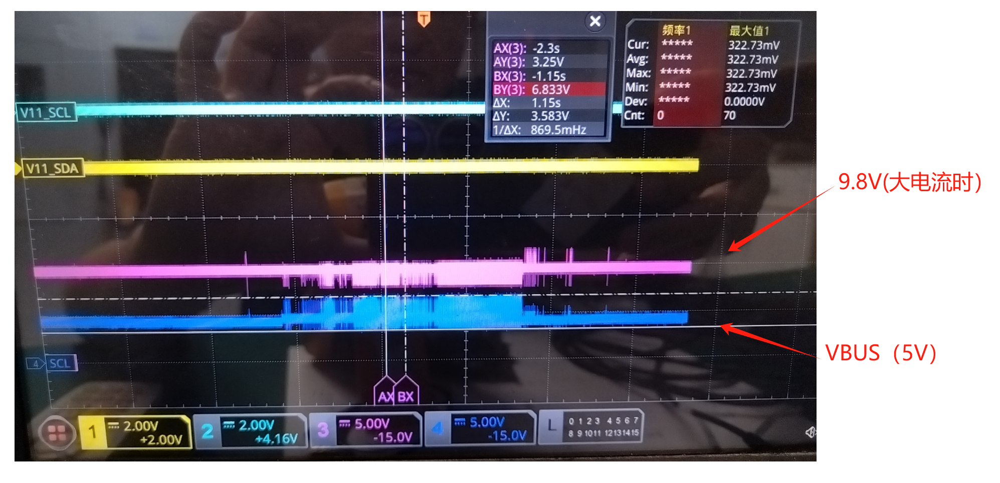 T
频率1 最大值1
AX(3): -2.3s
AY(3): 3.25V
BX(3): -1.15s
BY(3): 6.833V
ΔX: 1.15s
ΔY: 3.583V
1/ΔX: 869.5mHz
Cur: ***** 322.73mV
Avg: ***** 322.73mV
Max: ***** 322.73mV
Min: ***** 322.73mV
Dev: ***** 0.0000V
Cnt: 0 70
V11_SCL
V11_SDA
9.8V(大电流时）
VBUS（5V）
4 SCL
AX BX
1 2.00V
+2.00V
2 2.00V
+4.16V
3 5.00V
-15.0V
4 5.00V
-15.0V
L 0 1 2 3 4 5 6 7
8 9 10 11 12 13 14 15